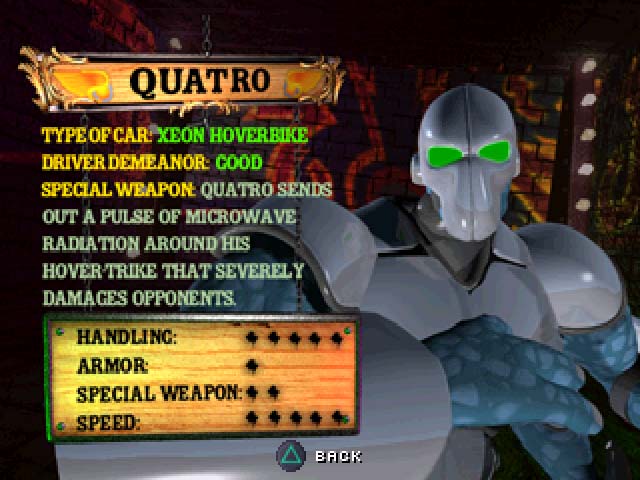 QUATRO
TYPE OF CAR: XEON HOVERBIKE
DRIVER DEMEANOR: GOOD
SPECIAL WEAPON: QUATRO SENDS
OUT A PULSE OF MICROWAVE
RADIATION AROUND HIS
HOVER TRIKE THAT SEVERELY
DAMAGES OPPONENTS.
HANDLING:
ARMOR:
SPECIAL WEAPON:
SPEED:
BACK